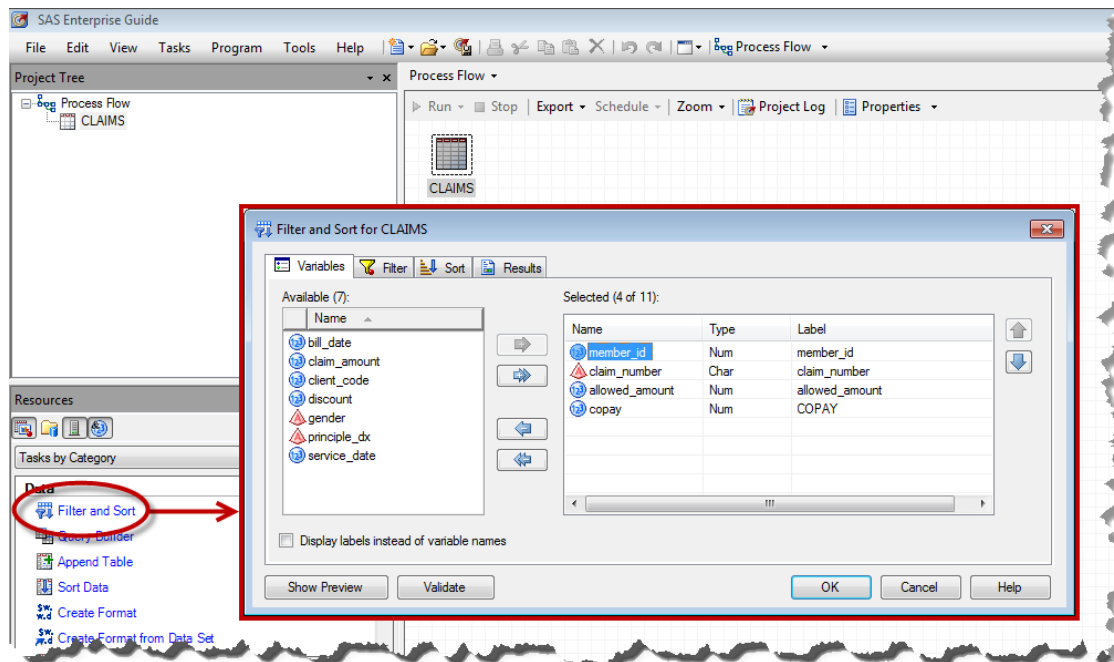 SAS Enterprise Guide
File Edit View Tasks Program Tools Help Process Flow
Project Tree
Process Flow
CLAIMS
Process Flow
Run Stop Export Schedule Zoom Project Log Properties
CLAIMS
Filter and Sort for CLAIMS
Variables Filter Sort Results
Available (7):
Name
bill_date
claim_amount
client_code
discount
gender
principle_dx
service_date
Selected (4 of 11):
Name Type Label
member_id Num member_id
claim_number Char claim_number
allowed_amount Num allowed_amount
copay Num COPAY
Display labels instead of variable names
Show Preview Validate OK Cancel Help
Resources
Tasks by Category
Data
Filter and Sort
Query Builder
Append Table
Sort Data
Create Format
Create Format from Data Set